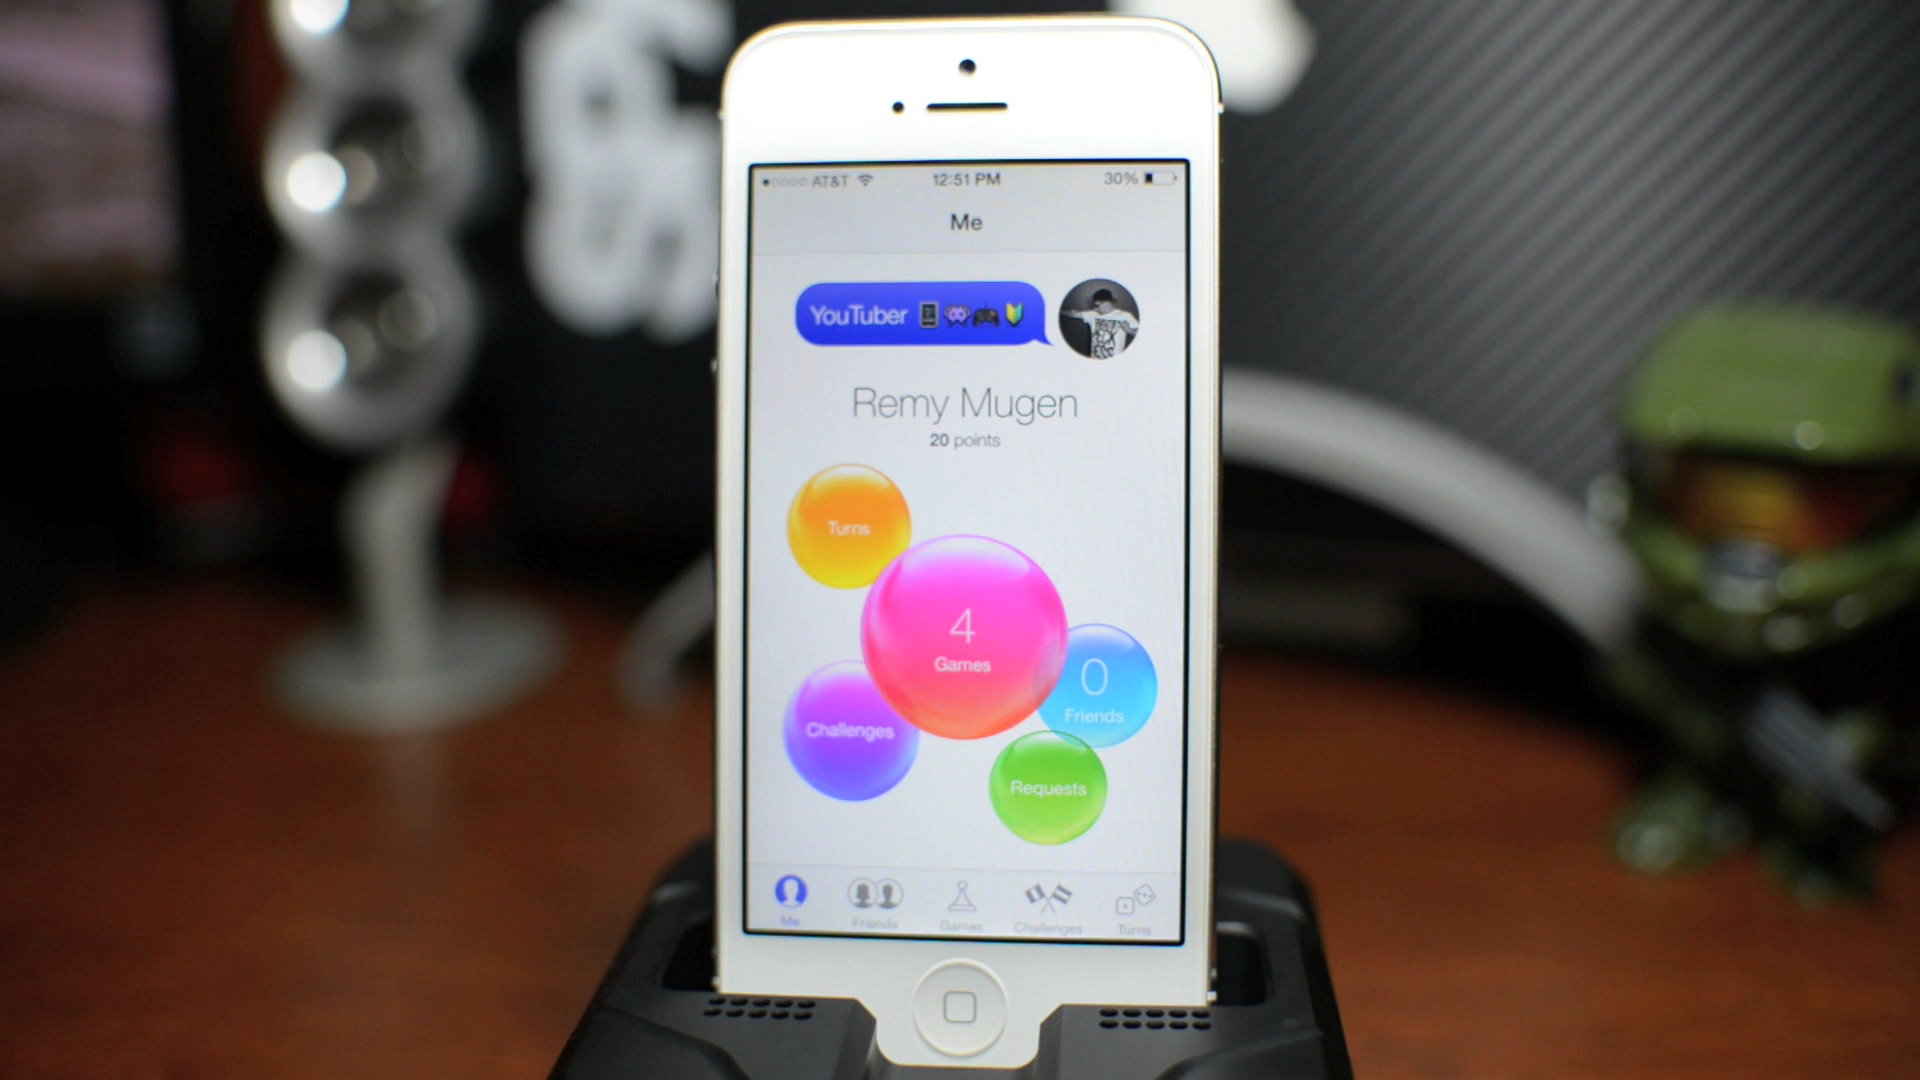 AT&T 12:51 PM 30%
Me
YouTuber
Remy Mugen
20 points
Turns
4
Games
0
Friends
Challenges
Requests
Me Friends Games Challenges Turns